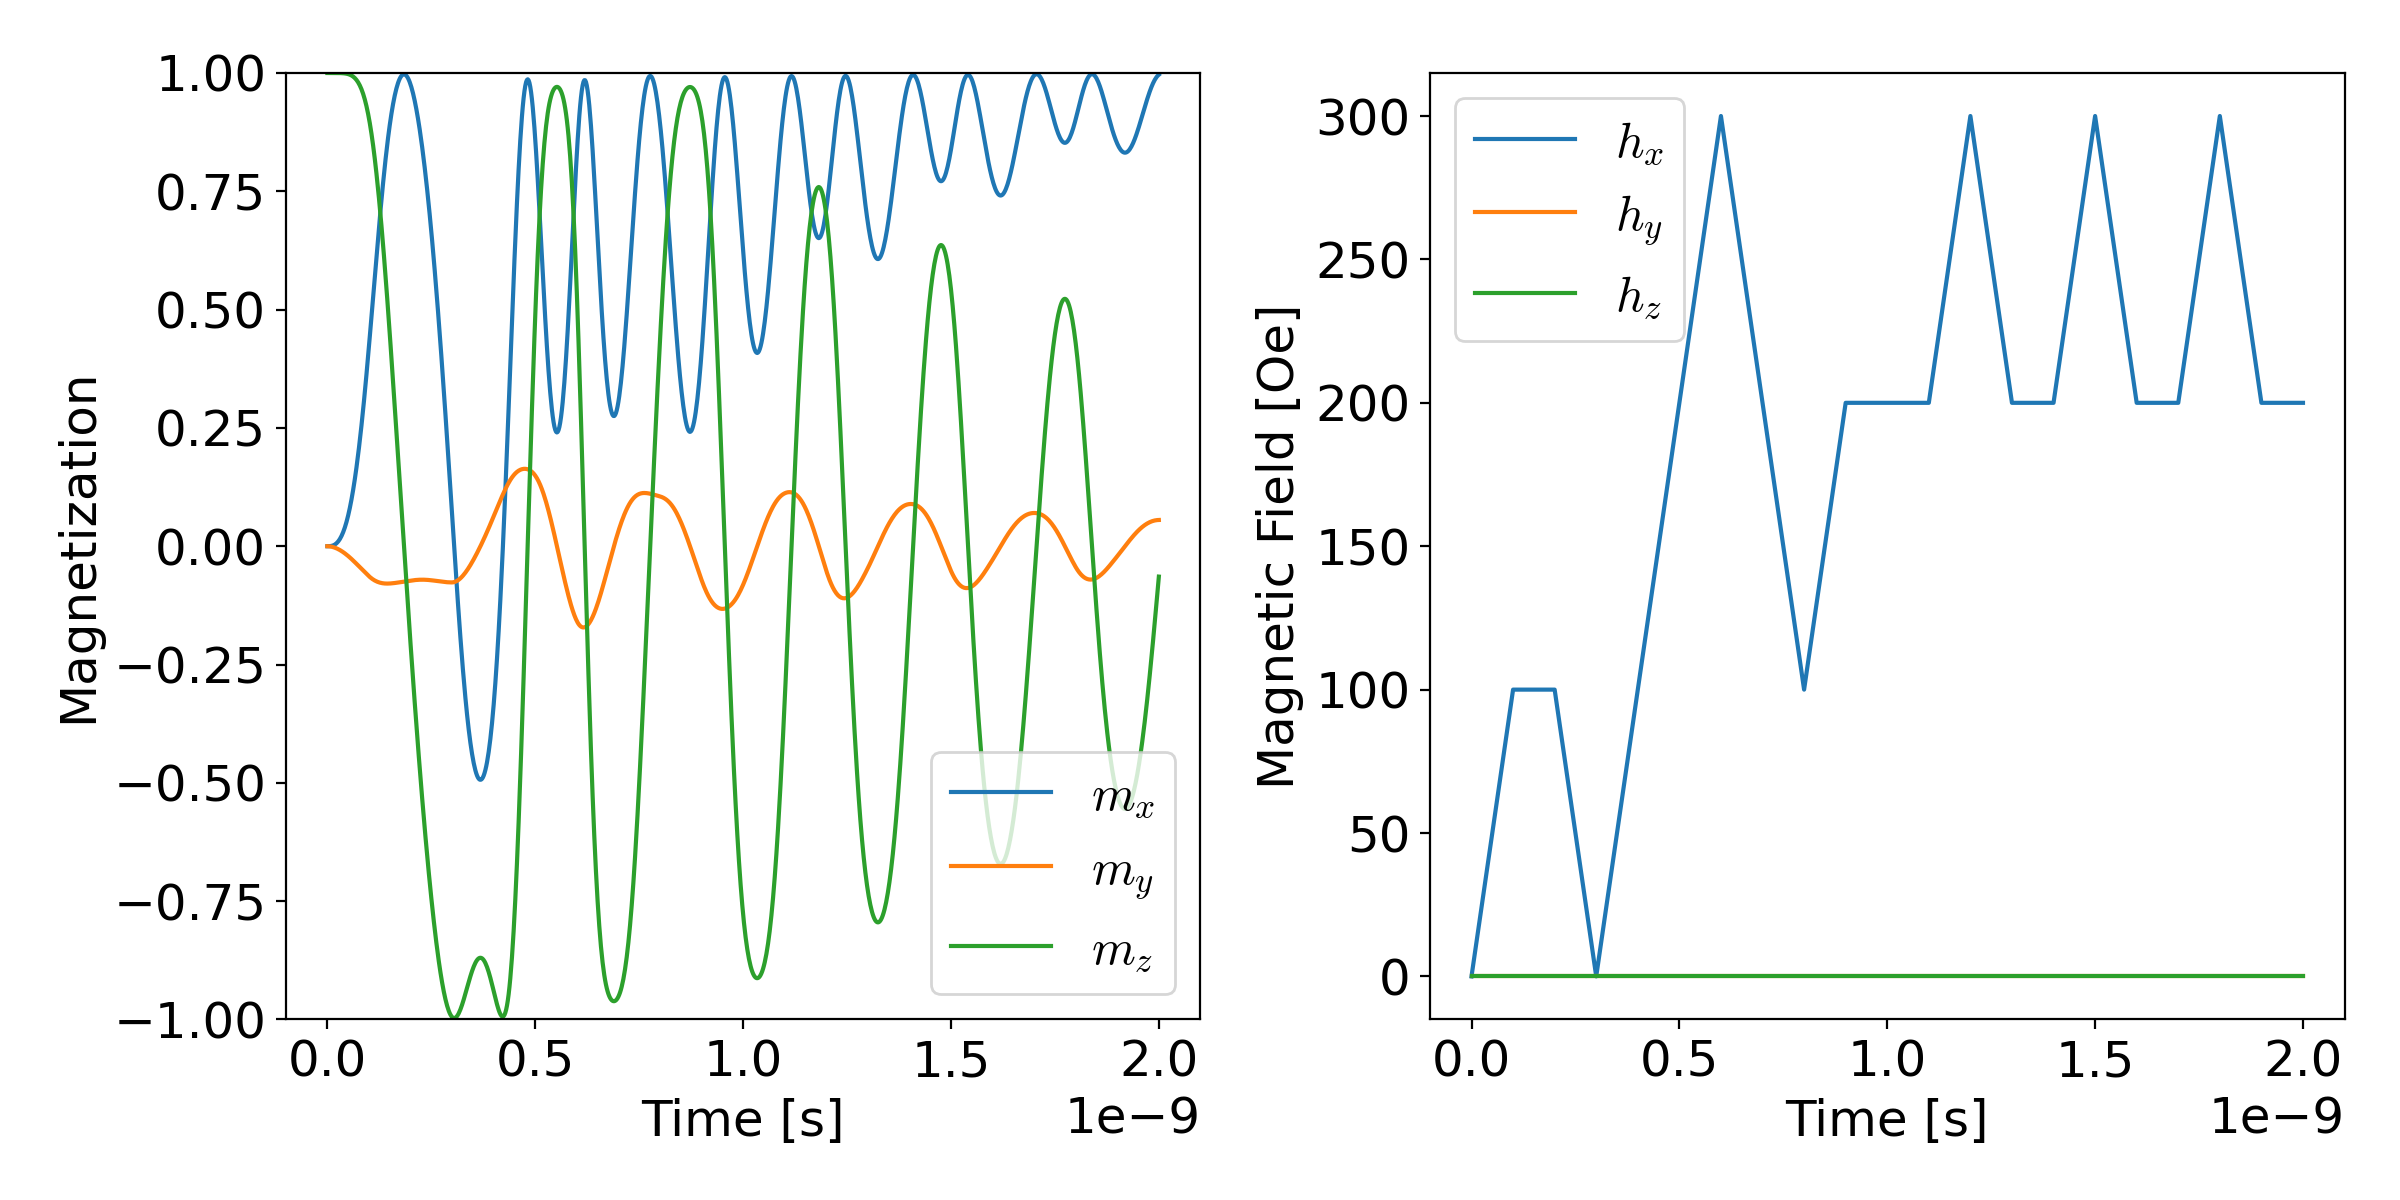 Magnetization
1.00
0.75
0.50
0.25
0.00
−0.25
−0.50
−0.75
−1.00
0.0 0.5 1.0 1.5 2.0
Time [s]
1e−9
m_x
m_y
m_z
Magnetic Field [Oe]
300
250
200
150
100
50
0
0.0 0.5 1.0 1.5 2.0
Time [s]
1e−9
h_x
h_y
h_z